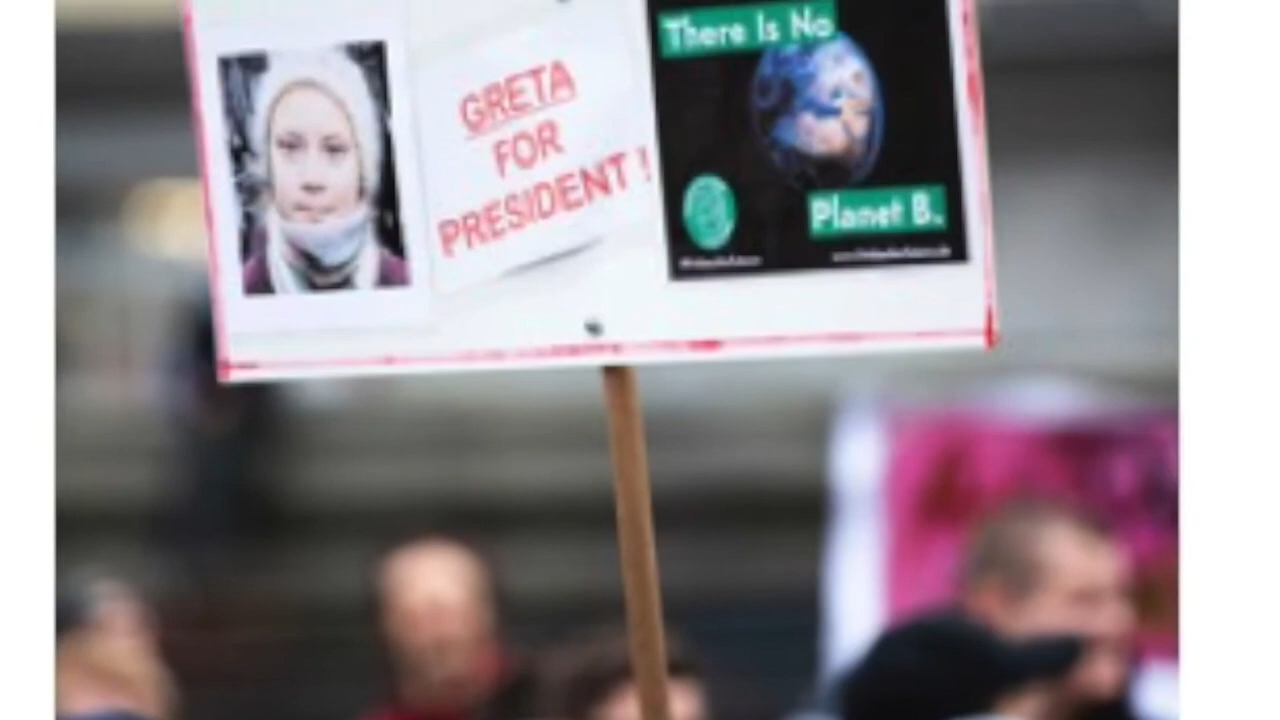 GRETA
FOR
PRESIDENT !
There Is No
Planet B.